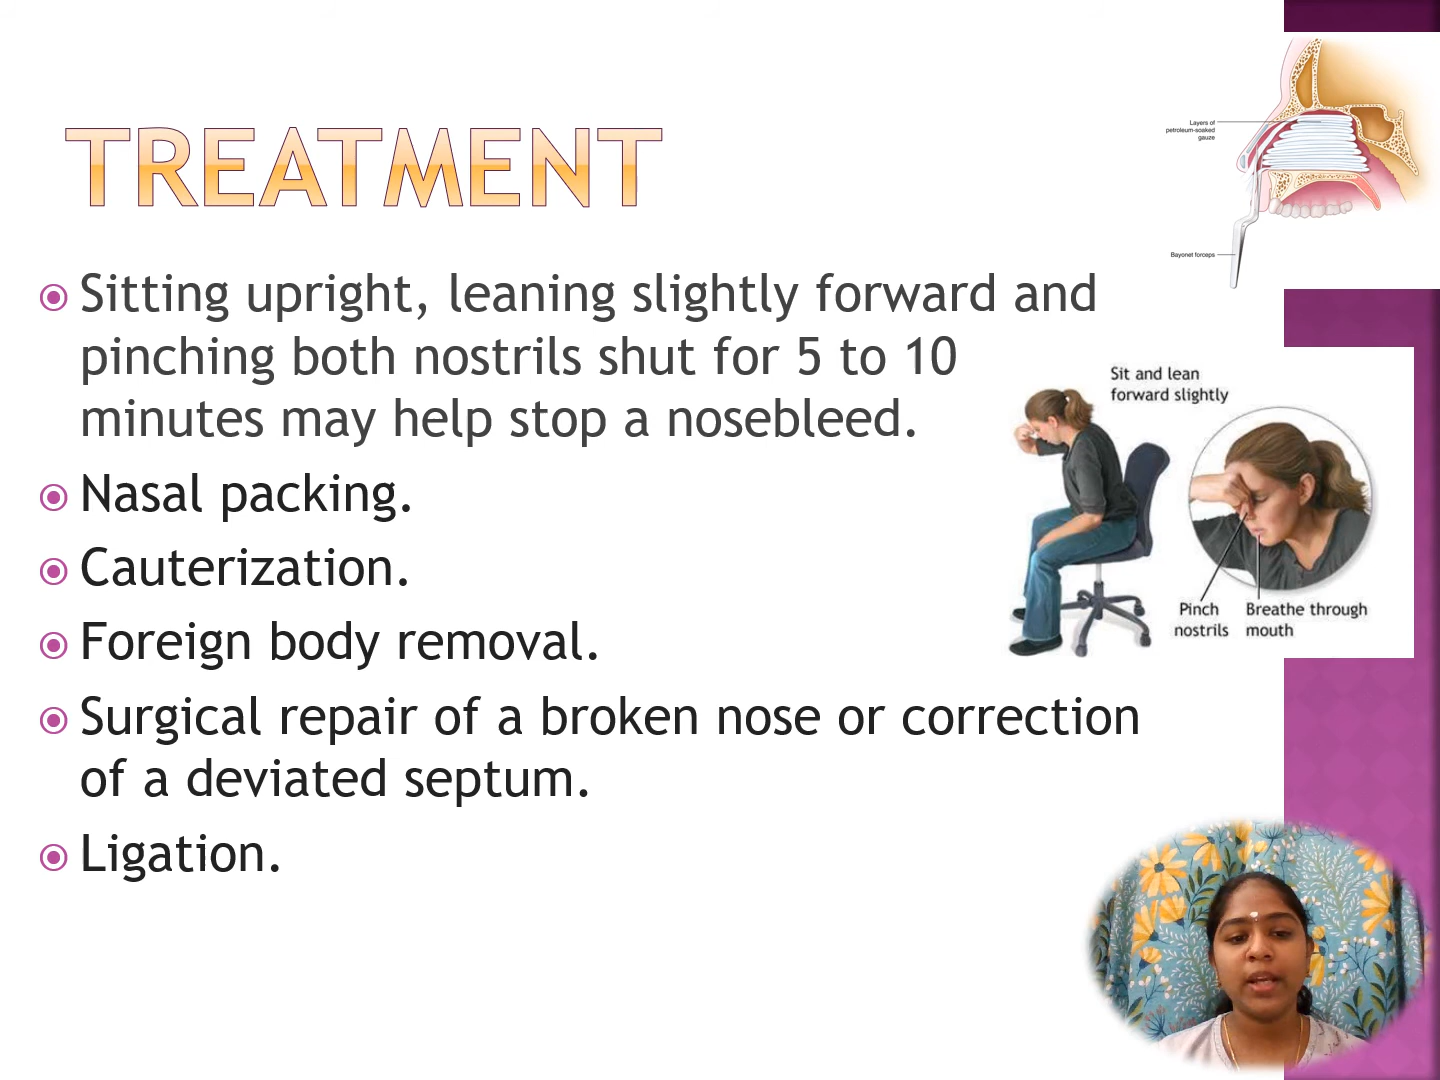 TREATMENT
Layers of
petroleum-soaked
gauze
Bayonet forceps
Sitting upright, leaning slightly forward and
pinching both nostrils shut for 5 to 10
minutes may help stop a nosebleed.
Sit and lean
forward slightly
Pinch
nostrils
Breathe through
mouth
Nasal packing.
Cauterization.
Foreign body removal.
Surgical repair of a broken nose or correction
of a deviated septum.
Ligation.